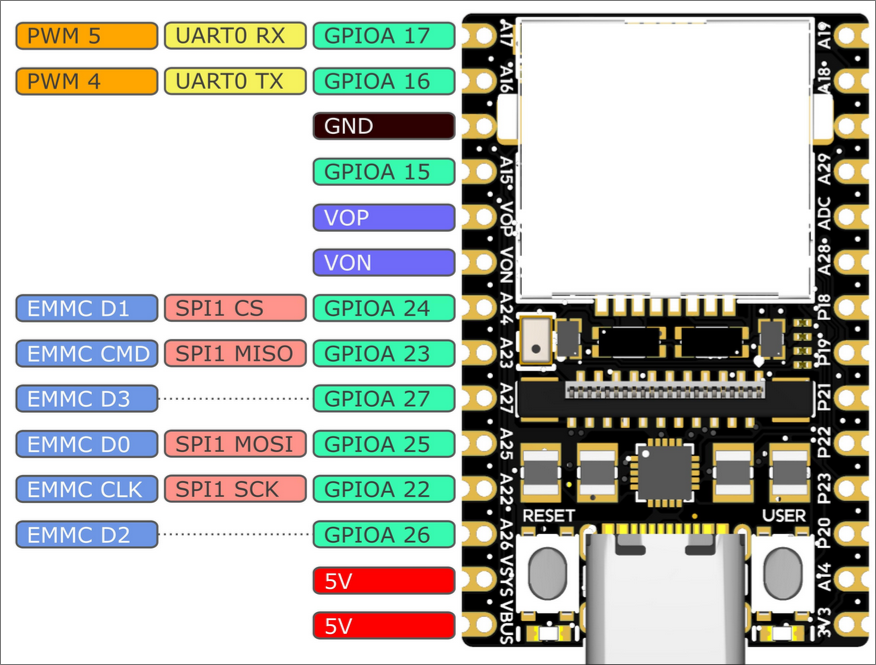 PWM 5 UART0 RX GPIOA 17 A17 A19
PWM 4 UART0 TX GPIOA 16 A16 A18
GND
GPIOA 15 A15 A29
VOP VOP ADC
VON VON A28
EMMC D1 SPI1 CS GPIOA 24 A24 P18
EMMC CMD SPI1 MISO GPIOA 23 A23 P19
EMMC D3 GPIOA 27 A27 P21
EMMC D0 SPI1 MOSI GPIOA 25 A25 P22
EMMC CLK SPI1 SCK GPIOA 22 A22 P23
RESET USER
EMMC D2 GPIOA 26 A26 P20
5V VSYS A14
5V VBUS 3V3